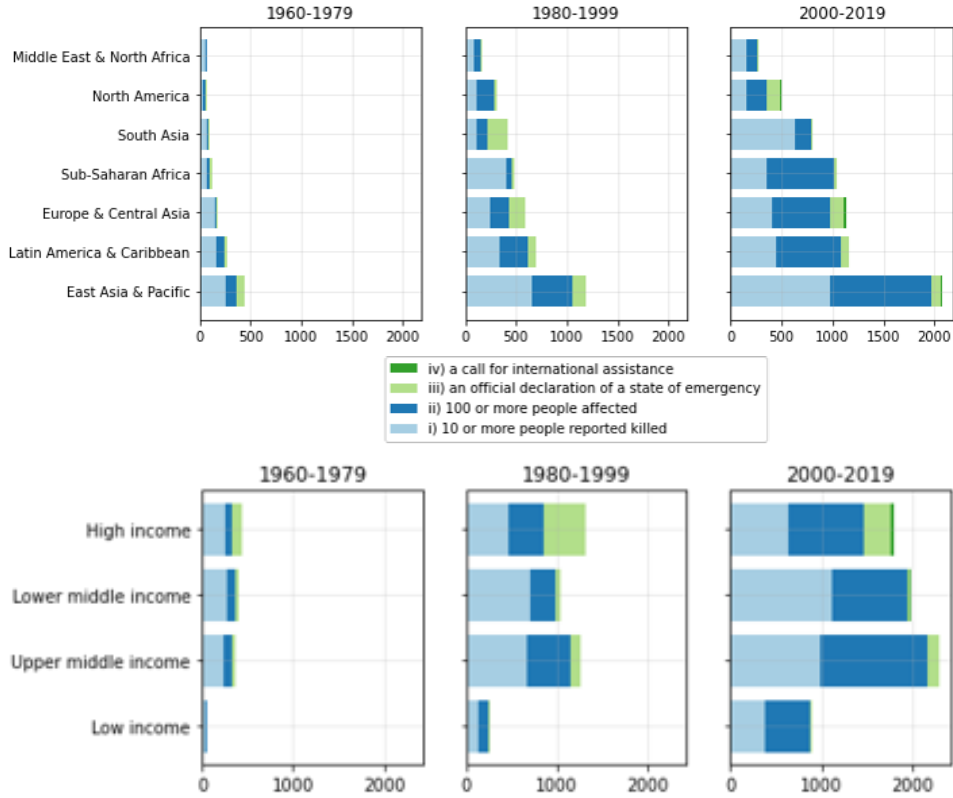 1960-1979 1980-1999 2000-2019
Middle East & North Africa
North America
South Asia
Sub-Saharan Africa
Europe & Central Asia
Latin America & Caribbean
East Asia & Pacific
0 500 1000 1500 2000 0 500 1000 1500 2000 0 500 1000 1500 2000
iv) a call for international assistance
iii) an official declaration of a state of emergency
ii) 100 or more people affected
i) 10 or more people reported killed
1960-1979 1980-1999 2000-2019
High income
Lower middle income
Upper middle income
Low income
0 1000 2000 0 1000 2000 0 1000 2000